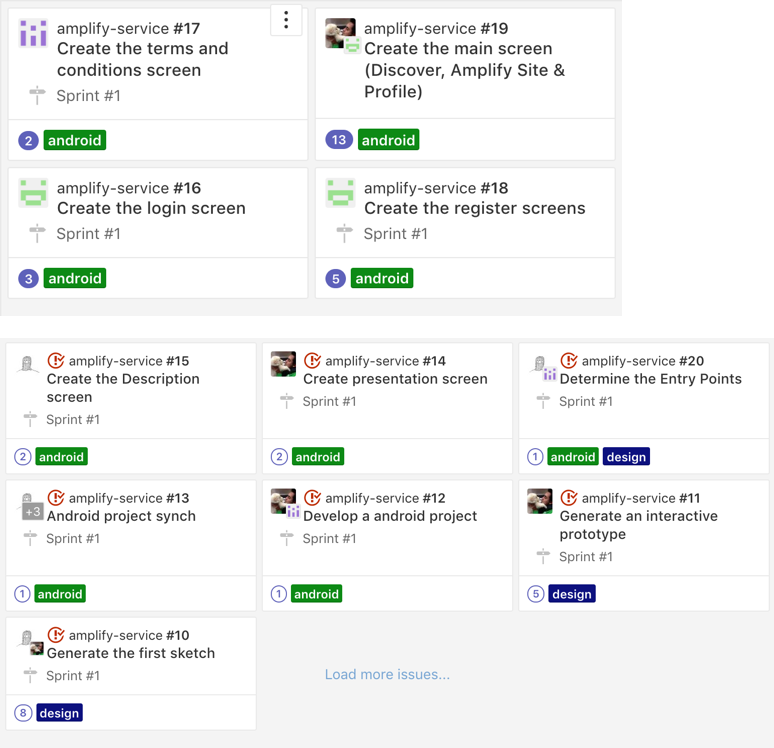 amplify-service #17
Create the terms and
conditions screen
Sprint #1
2 android
amplify-service #19
Create the main screen
(Discover, Amplify Site &
Profile)
13 android
amplify-service #16
Create the login screen
Sprint #1
3 android
amplify-service #18
Create the register screens
Sprint #1
5 android
amplify-service #15
Create the Description
screen
Sprint #1
2 android
amplify-service #14
Create presentation screen
Sprint #1
2 android
amplify-service #20
Determine the Entry Points
Sprint #1
1 android design
+3
amplify-service #13
Android project synch
Sprint #1
1 android
amplify-service #12
Develop a android project
Sprint #1
1 android
amplify-service #11
Generate an interactive
prototype
Sprint #1
5 design
amplify-service #10
Generate the first sketch
Sprint #1
8 design
Load more issues...